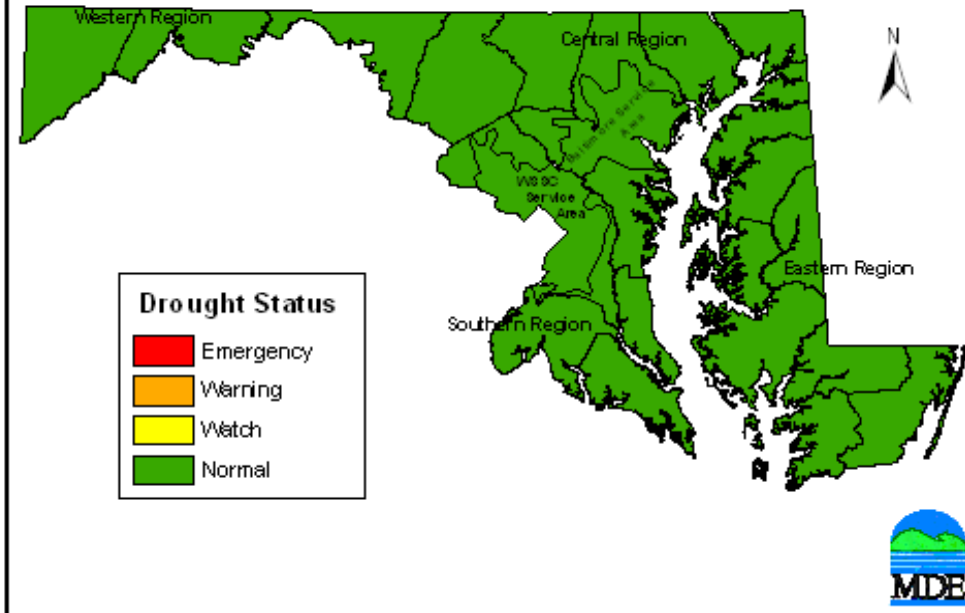 Western Region
Central Region
N
Baltimore Service
Area
WSSC
Service
Area
Eastern Region
Southern Region
Drought Status
Emergency
Warning
Watch
Normal
MDE